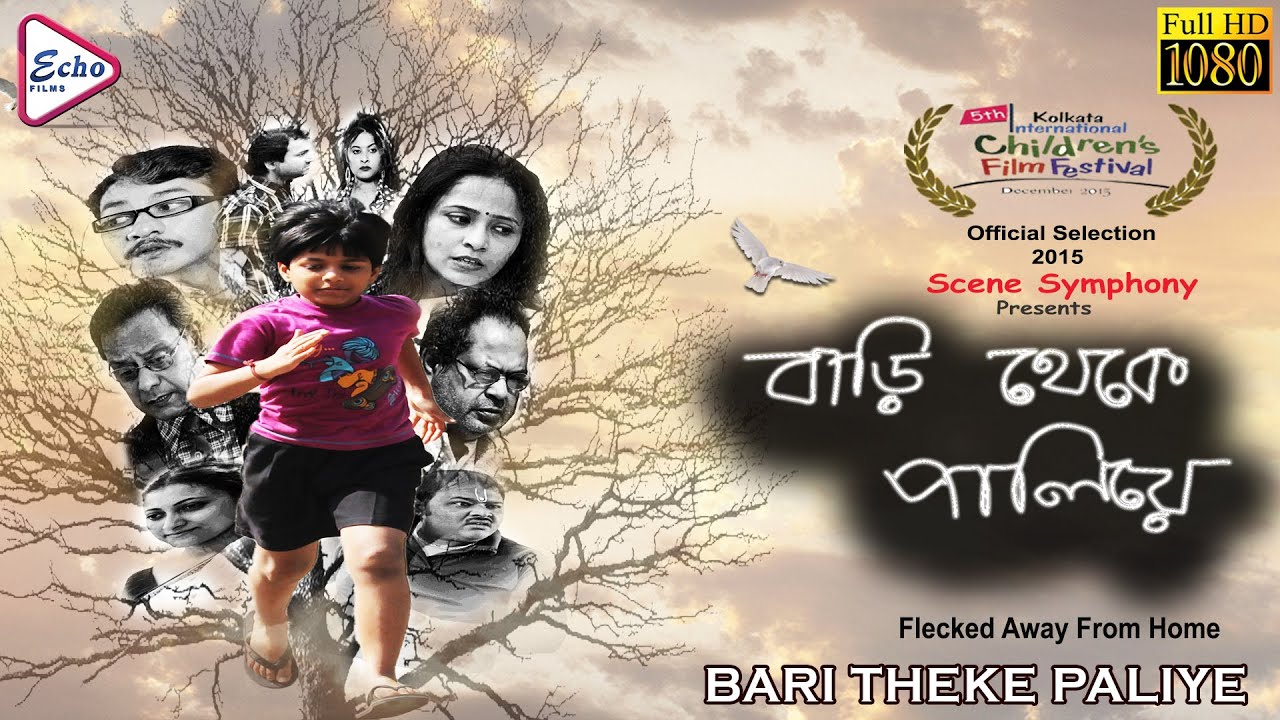 Echo
FILMS
Full HD
1080
5th Kolkata
International
Children's
Film Festival
December 2015
Official Selection
2015
Scene Symphony
Presents
বাড়ি থেকে
পালিয়ে
Flecked Away From Home
BARI THEKE PALIYE